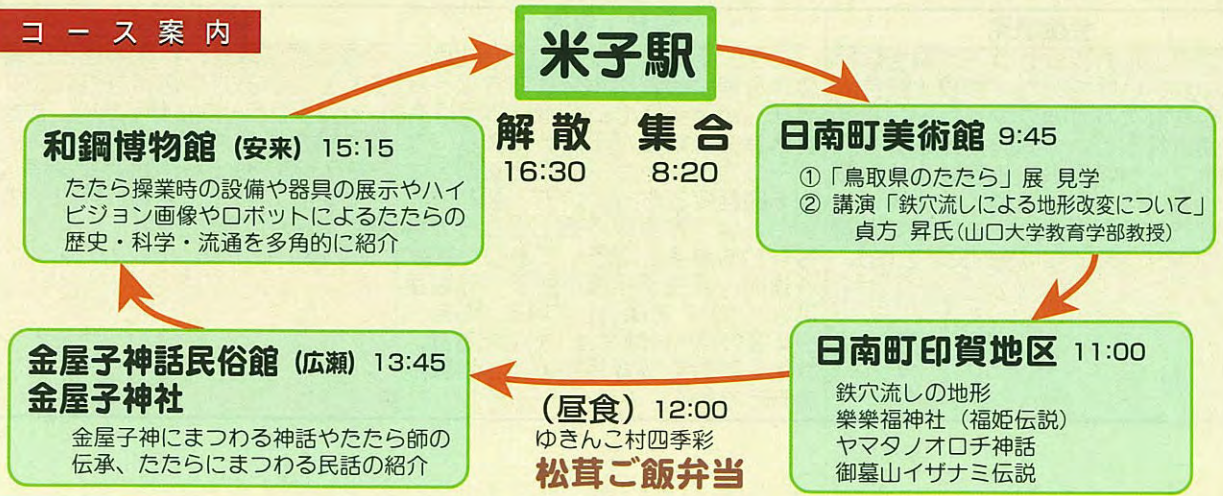 コース案内
米子駅
解散 集合
16:30 8:20
日南町美術館 9:45
①「鳥取県のたたら」展 見学
② 講演「鉄穴流しによる地形改変について」
貞方 昇氏(山口大学教育学部教授)
日南町印賀地区 11:00
鉄穴流しの地形
樂樂福神社(福姫伝説)
ヤマタノオロチ神話
御墓山イザナミ伝説
(昼食)12:00
ゆきんこ村四季彩
松茸ご飯弁当
金屋子神話民俗館(広瀬)13:45
金屋子神社
金屋子神にまつわる神話やたたら師の
伝承、たたらにまつわる民話の紹介
和鋼博物館(安来)15:15
たたら操業時の設備や器具の展示やハイ
ビジョン画像やロボットによるたたらの
歴史・科学・流通を多角的に紹介